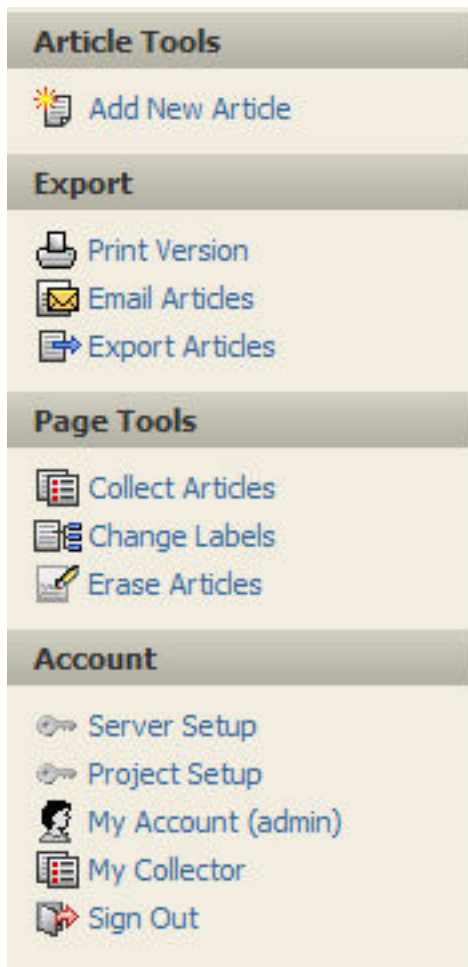 Article Tools
Add New Article
Export
Print Version
Email Articles
Export Articles
Page Tools
Collect Articles
Change Labels
Erase Articles
Account
Server Setup
Project Setup
My Account (admin)
My Collector
Sign Out